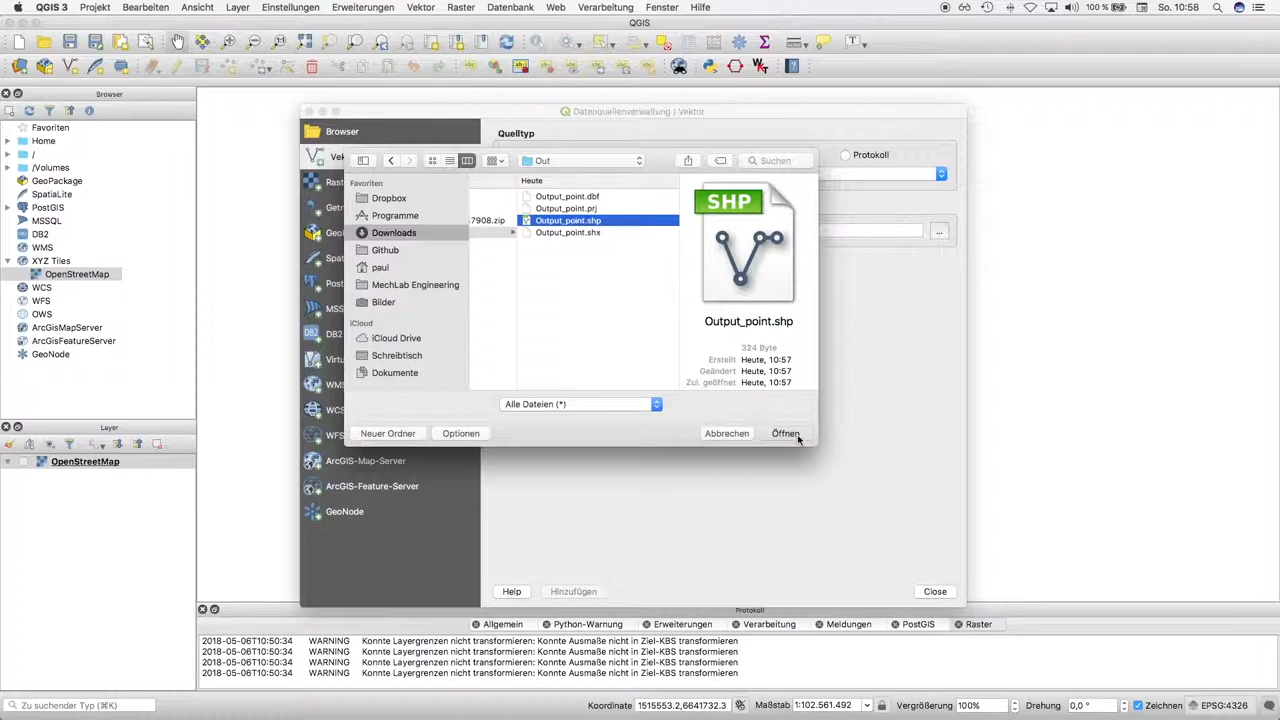 QGIS 3 Projekt Bearbeiten Ansicht Layer Einstellungen Erweiterungen Vektor Raster Datenbank Web Verarbeitung Fenster Hilfe 100 % So. 10:58
QGIS
Browser
Favoriten
Home
/
/Volumes
GeoPackage
SpatiaLite
PostGIS
MSSQL
DB2
WMS
XYZ Tiles
OpenStreetMap
WCS
WFS
OWS
ArcGisMapServer
ArcGisFeatureServer
GeoNode
Layer
OpenStreetMap
Datenquellenverwaltung | Vektor
Browser
Quelltyp
Protokoll
DB2
Virtu
WMS
WCS
WFS
ArcGIS-Map-Server
ArcGIS-Feature-Server
GeoNode
Out
Suchen
Favoriten
Dropbox
Programme
Downloads
Github
paul
MechLab Engineering
Bilder
iCloud
iCloud Drive
Schreibtisch
Dokumente
7908.zip
Heute
Output_point.dbf
Output_point.prj
Output_point.shp
Output_point.shx
SHP
Output_point.shp
324 Byte
Erstellt Heute, 10:57
Geändert Heute, 10:57
Zul. geöffnet Heute, 10:57
Alle Dateien (*)
Neuer Ordner Optionen Abbrechen Öffnen
...
Help Hinzufügen Close
Protokoll
Allgemein Python-Warnung Erweiterungen Verarbeitung Meldungen PostGIS Raster
2018-05-06T10:50:34 WARNING Konnte Layergrenzen nicht transformieren: Konnte Ausmaße nicht in Ziel-KBS transformieren
2018-05-06T10:50:34 WARNING Konnte Layergrenzen nicht transformieren: Konnte Ausmaße nicht in Ziel-KBS transformieren
2018-05-06T10:50:34 WARNING Konnte Layergrenzen nicht transformieren: Konnte Ausmaße nicht in Ziel-KBS transformieren
2018-05-06T10:50:34 WARNING Konnte Layergrenzen nicht transformieren: Konnte Ausmaße nicht in Ziel-KBS transformieren
Zu suchender Typ (⌘K) Koordinate 1515553.2,6641732.3 Maßstab 1:102.561.492 Vergrößerung 100% Drehung 0,0 ° Zeichnen EPSG:4326